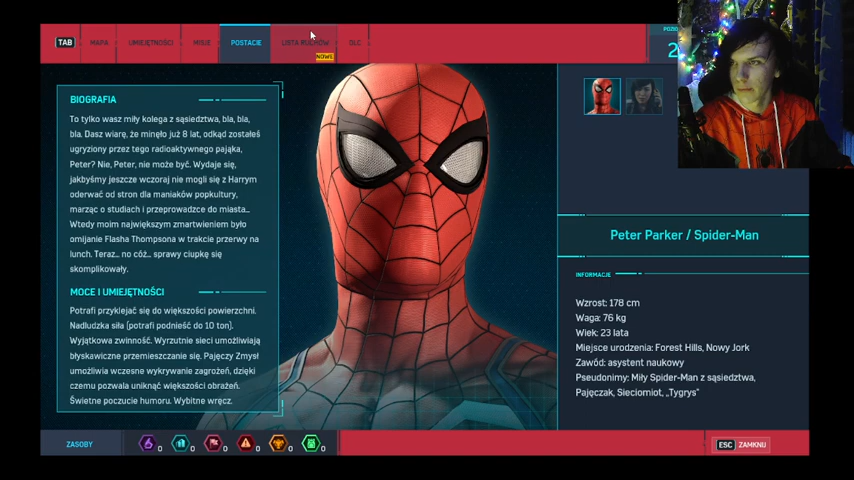 TAB MAPA UMIEJĘTNOŚCI MISJE POSTACIE LISTA RUCHÓW DLC
NOWE
2
BIOGRAFIA
To tylko wasz miły kolega z sąsiedztwa, bla, bla,
bla. Dasz wiarę, że minęło już 8 lat, odkąd zostałeś
ugryziony przez tego radioaktywnego pająka,
Peter? Nie, Peter, nie może być. Wydaje się,
jakbyśmy jeszcze wczoraj nie mogli się z Harrym
oderwać od stron dla maniaków popkultury,
marząc o studiach i przeprowadzce do miasta...
Wtedy moim największym zmartwieniem było
omijanie Flasha Thompsona w trakcie przerwy na
lunch. Teraz... no cóż... sprawy ciupkę się
skomplikowały.
MOCE I UMIEJĘTNOŚCI
Potrafi przyklejać się do większości powierzchni.
Nadludzka siła (potrafi podnieść do 10 ton).
Wyjątkowa zwinność. Wyrzutnie sieci umożliwiają
błyskawiczne przemieszczanie się. Pajęczy Zmysł
umożliwia wczesne wykrywanie zagrożeń, dzięki
czemu pozwala uniknąć większości obrażeń.
Świetne poczucie humoru. Wybitne wręcz.
Peter Parker / Spider-Man
INFORMACJE
Wzrost: 178 cm
Waga: 76 kg
Wiek: 23 lata
Miejsce urodzenia: Forest Hills, Nowy Jork
Zawód: asystent naukowy
Pseudonimy: Miły Spider-Man z sąsiedztwa,
Pajęczak, Sieciomiot, „Tygrys”
ZASOBY 0 0 0 0 0 0 ESC ZAMKNIJ